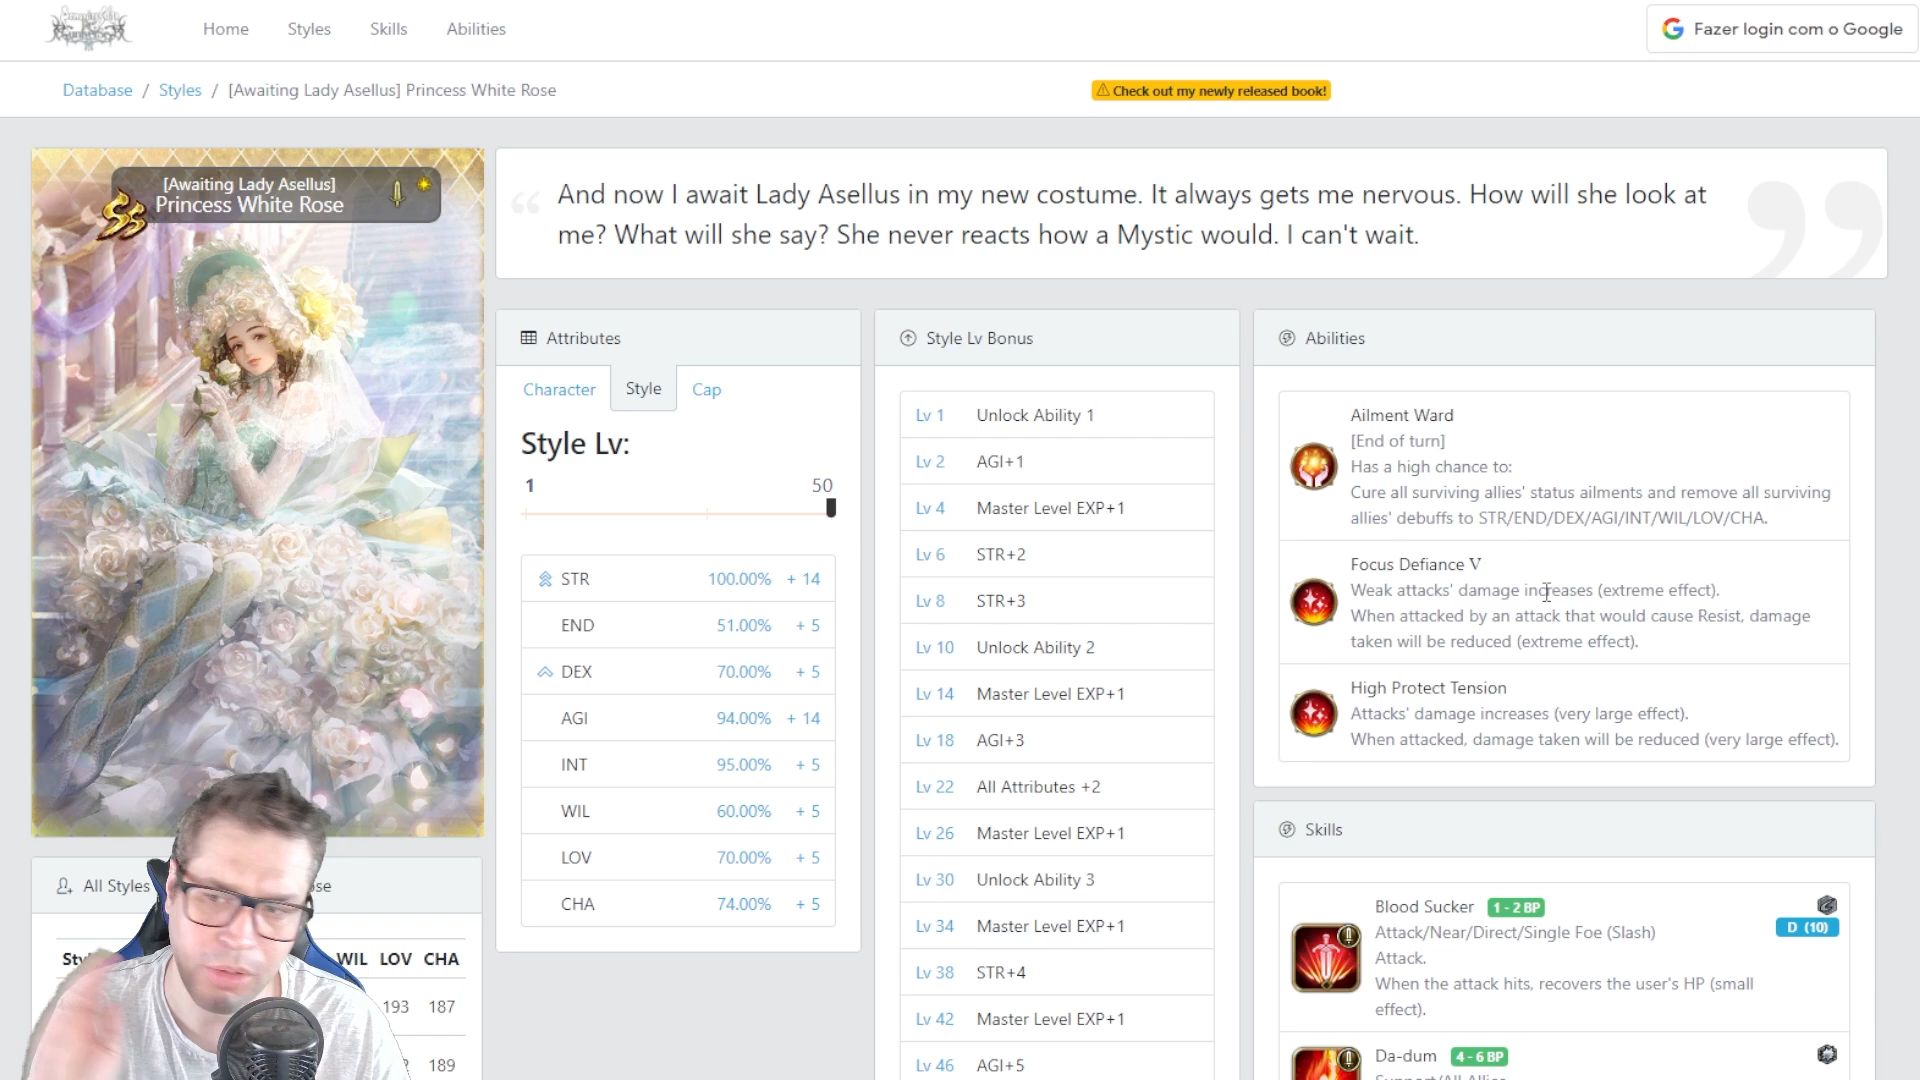 Home
Styles
Skills
Abilities
Fazer login com o Google
Database / Styles / [Awaiting Lady Asellus] Princess White Rose
Check out my newly released book!
[Awaiting Lady Asellus]
Princess White Rose
SS
And now I await Lady Asellus in my new costume. It always gets me nervous. How will she look at
me? What will she say? She never reacts how a Mystic would. I can't wait.
Attributes
Character
Style
Cap
Style Lv:
1
50
STR 100.00% + 14
END 51.00% + 5
DEX 70.00% + 5
AGI 94.00% + 14
INT 95.00% + 5
WIL 60.00% + 5
LOV 70.00% + 5
CHA 74.00% + 5
Style Lv Bonus
Lv 1 Unlock Ability 1
Lv 2 AGI+1
Lv 4 Master Level EXP+1
Lv 6 STR+2
Lv 8 STR+3
Lv 10 Unlock Ability 2
Lv 14 Master Level EXP+1
Lv 18 AGI+3
Lv 22 All Attributes +2
Lv 26 Master Level EXP+1
Lv 30 Unlock Ability 3
Lv 34 Master Level EXP+1
Lv 38 STR+4
Lv 42 Master Level EXP+1
Lv 46 AGI+5
Abilities
Ailment Ward
[End of turn]
Has a high chance to:
Cure all surviving allies' status ailments and remove all surviving
allies' debuffs to STR/END/DEX/AGI/INT/WIL/LOV/CHA.
Focus Defiance V
Weak attacks' damage increases (extreme effect).
When attacked by an attack that would cause Resist, damage
taken will be reduced (extreme effect).
High Protect Tension
Attacks' damage increases (very large effect).
When attacked, damage taken will be reduced (very large effect).
Skills
Blood Sucker 1 - 2 BP
D (10)
Attack/Near/Direct/Single Foe (Slash)
Attack.
When the attack hits, recovers the user's HP (small
effect).
Da-dum 4 - 6 BP
Support/All Allies
All Styles
WIL LOV CHA
193 187
189